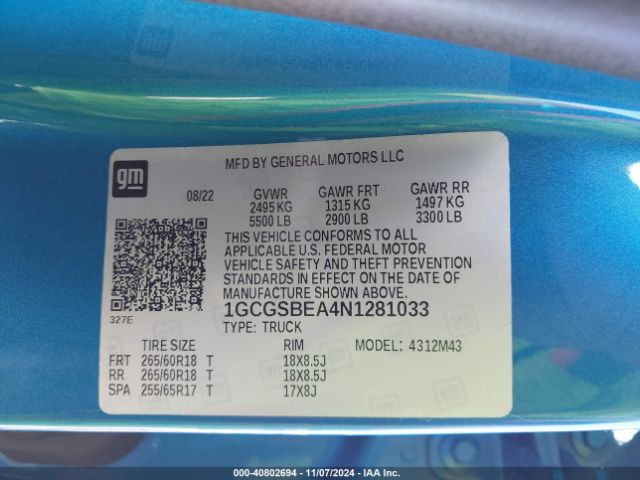 MFD BY GENERAL MOTORS LLC
gm
08/22 GVWR GAWR FRT GAWR RR
2495 KG 1315 KG 1497 KG
5500 LB 2900 LB 3300 LB
THIS VEHICLE CONFORMS TO ALL
APPLICABLE U.S. FEDERAL MOTOR
VEHICLE SAFETY AND THEFT PREVENTION
STANDARDS IN EFFECT ON THE DATE OF
MANUFACTURE SHOWN ABOVE.
327E
1GCGSBEA4N1281033
TYPE: TRUCK
TIRE SIZE RIM MODEL: 4312M43
FRT 265/60R18 T 18X8.5J
RR 265/60R18 T 18X8.5J
SPA 255/65R17 T 17X8J
000-40802694 - 11/07/2024 - IAA Inc.